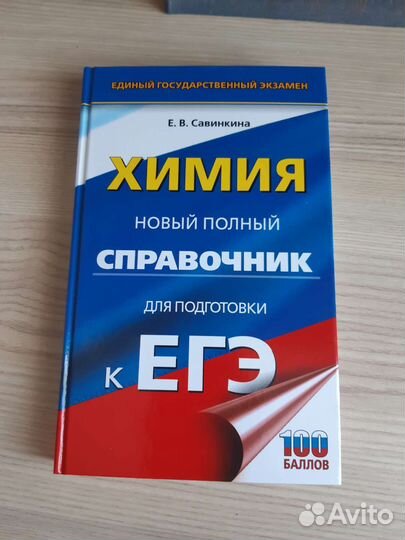 ЕДИНЫЙ ГОСУДАРСТВЕННЫЙ ЭКЗАМЕН
Е. В. Савинкина
ХИМИЯ
НОВЫЙ ПОЛНЫЙ
СПРАВОЧНИК
ДЛЯ ПОДГОТОВКИ
К ЕГЭ
100
БАЛЛОВ
Avito